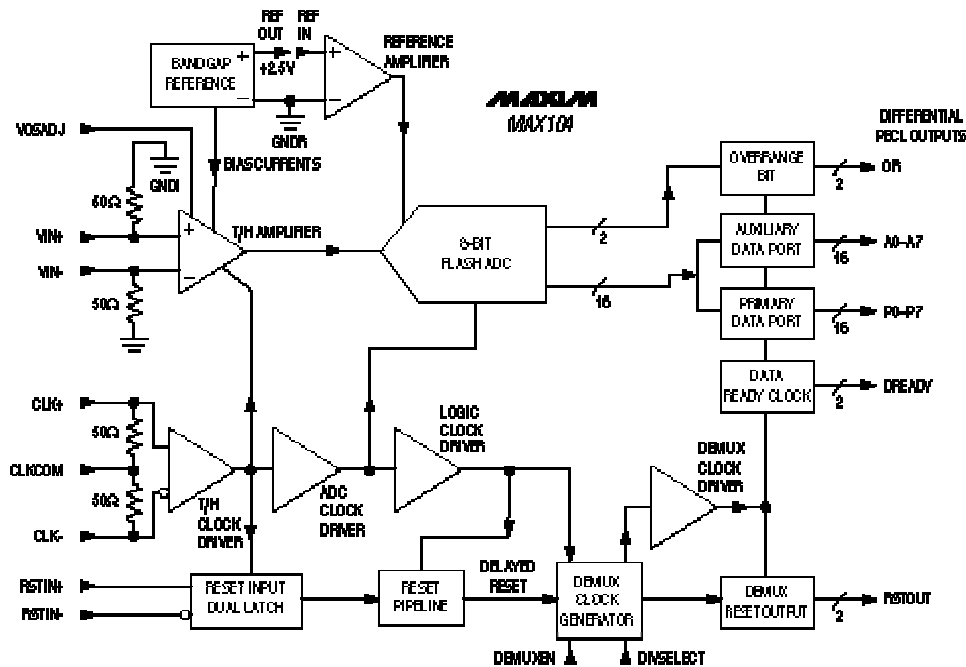 REF
OUT
REF
IN
+2.5V
BANDGAP
REFERENCE
+
−
+
−
REFERENCE
AMPLIFIER
GNDR
MAXIM
MAX104
DIFFERENTIAL
PECL OUTPUTS
VOSADJ
BIAS CURRENTS
GNDI
50Ω
OVERRANGE
BIT
2
OR
VIN+
+
−
T/H AMPLIFIER
8-BIT
FLASH ADC
2
16
AUXILIARY
DATA PORT
16
A0–A7
VIN-
50Ω
PRIMARY
DATA PORT
16
P0–P7
DATA
READY CLOCK
2
DREADY
CLK+
50Ω
CLKCOM
50Ω
CLK-
T/H
CLOCK
DRIVER
ADC
CLOCK
DRIVER
LOGIC
CLOCK
DRIVER
DEMUX
CLOCK
DRIVER
RSTIN+
RSTIN-
RESET INPUT
DUAL LATCH
RESET
PIPELINE
DELAYED
RESET
DEMUX
CLOCK
GENERATOR
DEMUX
RESET OUTPUT
2
RSTOUT
DEMUXEN
DIVSELECT